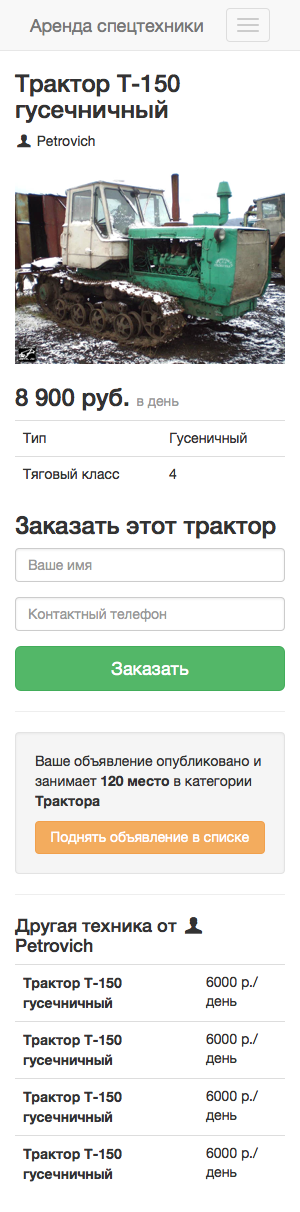 Аренда спецтехники
Трактор Т-150
гусечничный
Petrovich
8 900 руб. в день
Тип Гусеничный
Тяговый класс 4
Заказать этот трактор
Ваше имя
Контактный телефон
Заказать
Ваше объявление опубликовано и
занимает 120 место в категории
Трактора
Поднять объявление в списке
Другая техника от
Petrovich
Трактор Т-150
гусечничный
6000 р./
день
Трактор Т-150
гусечничный
6000 р./
день
Трактор Т-150
гусечничный
6000 р./
день
Трактор Т-150
гусечничный
6000 р./
день